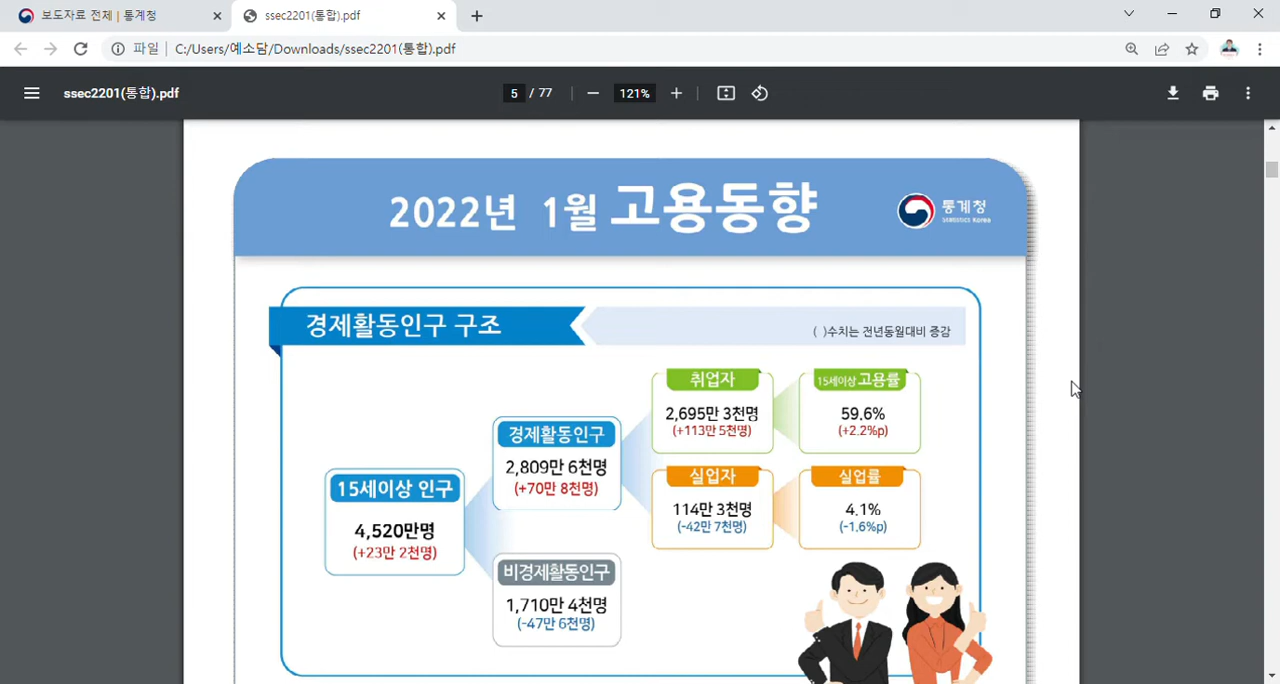 보도자료 전체 | 통계청
ssec2201(통합).pdf
파일
C:/Users/예소담/Downloads/ssec2201(통합).pdf
ssec2201(통합).pdf
5 / 77
121%
2022년 1월 고용동향
통계청
Statistics Korea
경제활동인구 구조
( )수치는 전년동월대비 증감
취업자
2,695만 3천명
(+113만 5천명)
15세이상 고용률
59.6%
(+2.2%p)
경제활동인구
2,809만 6천명
(+70만 8천명)
15세이상 인구
4,520만명
(+23만 2천명)
실업자
114만 3천명
(-42만 7천명)
실업률
4.1%
(-1.6%p)
비경제활동인구
1,710만 4천명
(-47만 6천명)